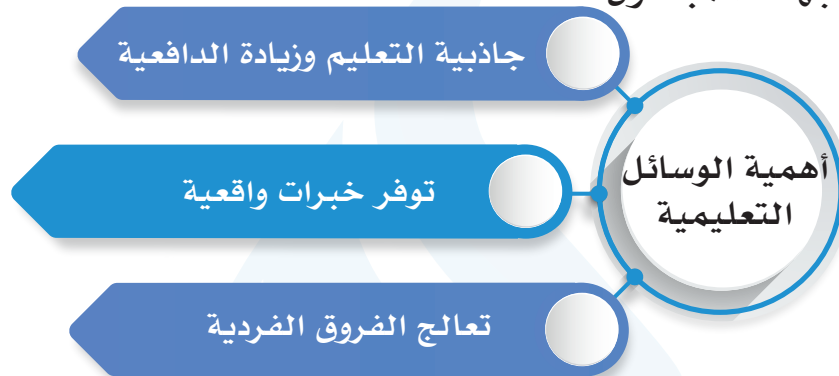 أهمية الوسائل
التعليمية
جاذبية التعليم وزيادة الدافعية
توفر خبرات واقعية
تعالج الفروق الفردية